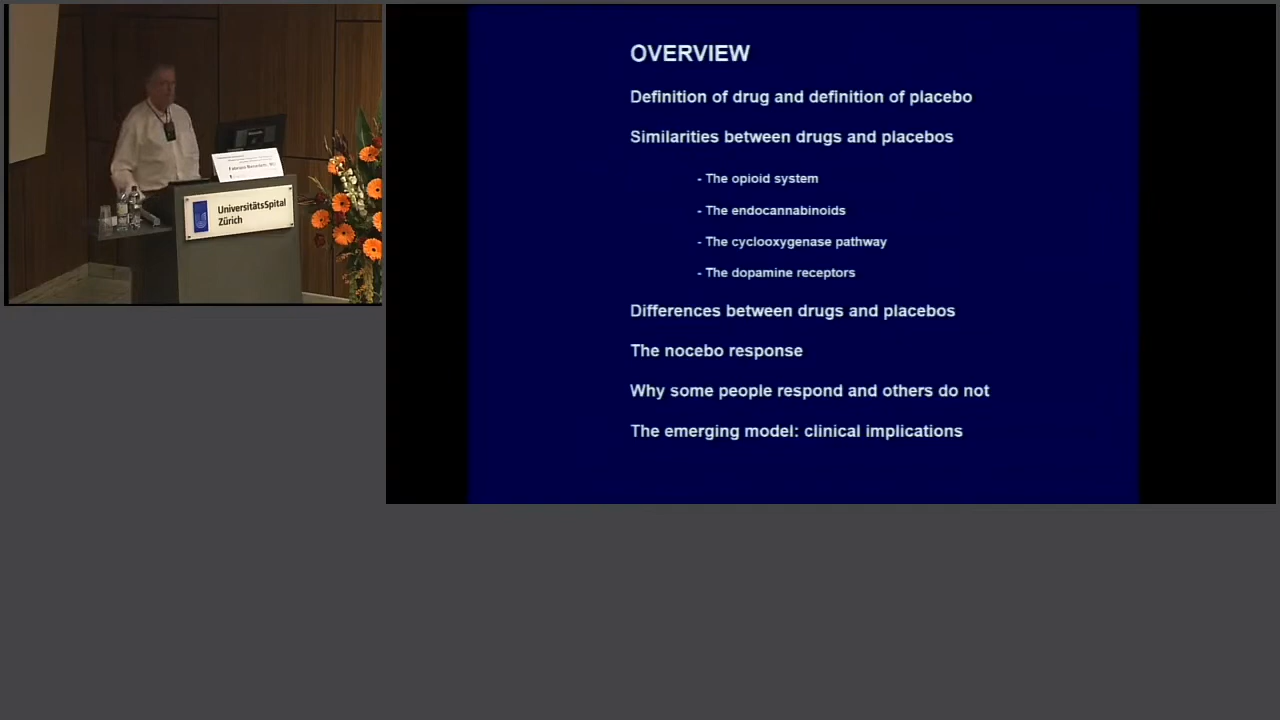 UniversitätsSpital
Zürich
OVERVIEW
Definition of drug and definition of placebo
Similarities between drugs and placebos
- The opioid system
- The endocannabinoids
- The cyclooxygenase pathway
- The dopamine receptors
Differences between drugs and placebos
The nocebo response
Why some people respond and others do not
The emerging model: clinical implications